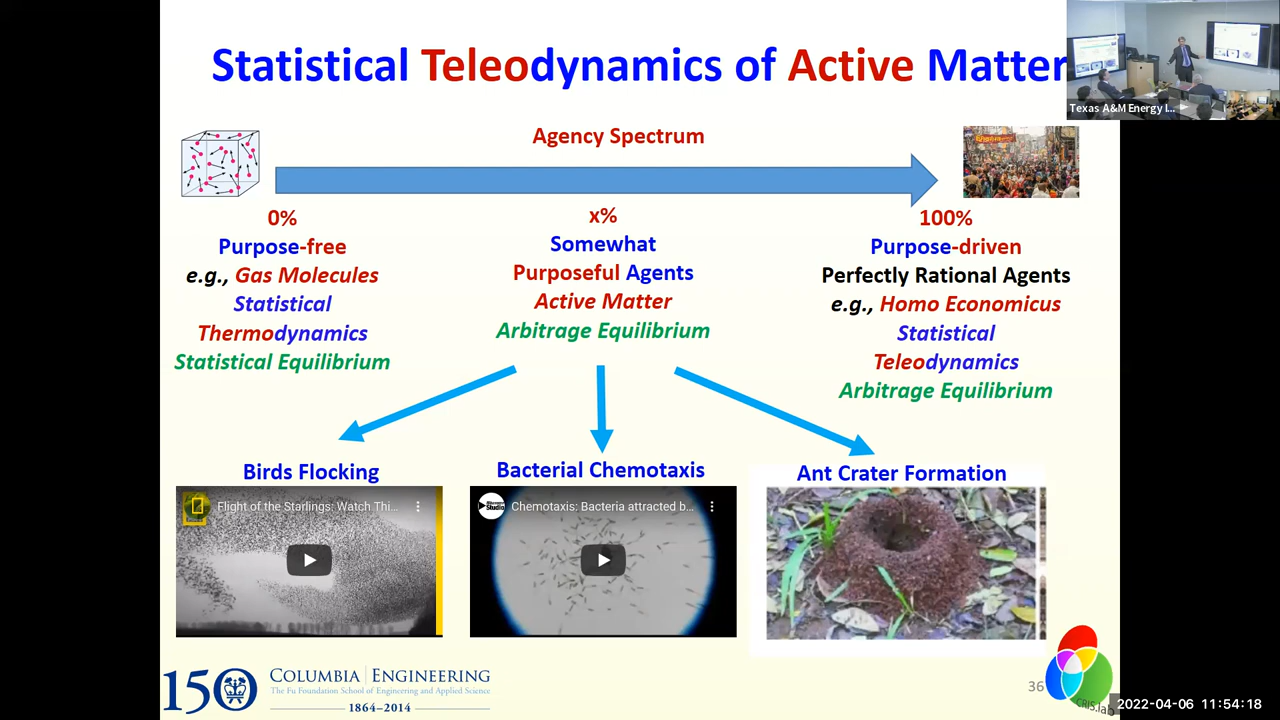 Statistical Teleodynamics of Active Matter
Texas A&M Energy I...
Agency Spectrum
0%
Purpose-free
e.g., Gas Molecules
Statistical
Thermodynamics
Statistical Equilibrium
x%
Somewhat
Purposeful Agents
Active Matter
Arbitrage Equilibrium
100%
Purpose-driven
Perfectly Rational Agents
e.g., Homo Economicus
Statistical
Teleodynamics
Arbitrage Equilibrium
Birds Flocking
Bacterial Chemotaxis
Ant Crater Formation
Flight of the Starlings: Watch Thi...
Chemotaxis: Bacteria attracted b...
150
COLUMBIA | ENGINEERING
The Fu Foundation School of Engineering and Applied Science
1864–2014
36
CRIS.lab
2022-04-06 11:54:18